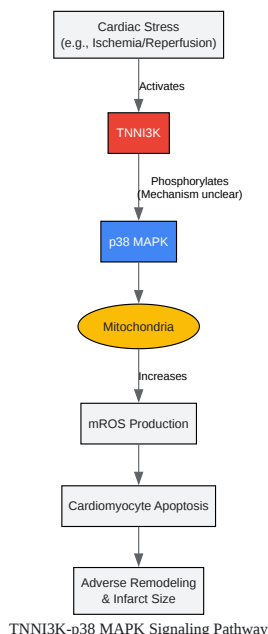 Cardiac Stress
(e.g., Ischemia/Reperfusion)
Activates
TNNI3K
Phosphorylates
(Mechanism unclear)
p38 MAPK
Mitochondria
Increases
mROS Production
Cardiomyocyte Apoptosis
Adverse Remodeling
& Infarct Size
TNNI3K-p38 MAPK Signaling Pathway